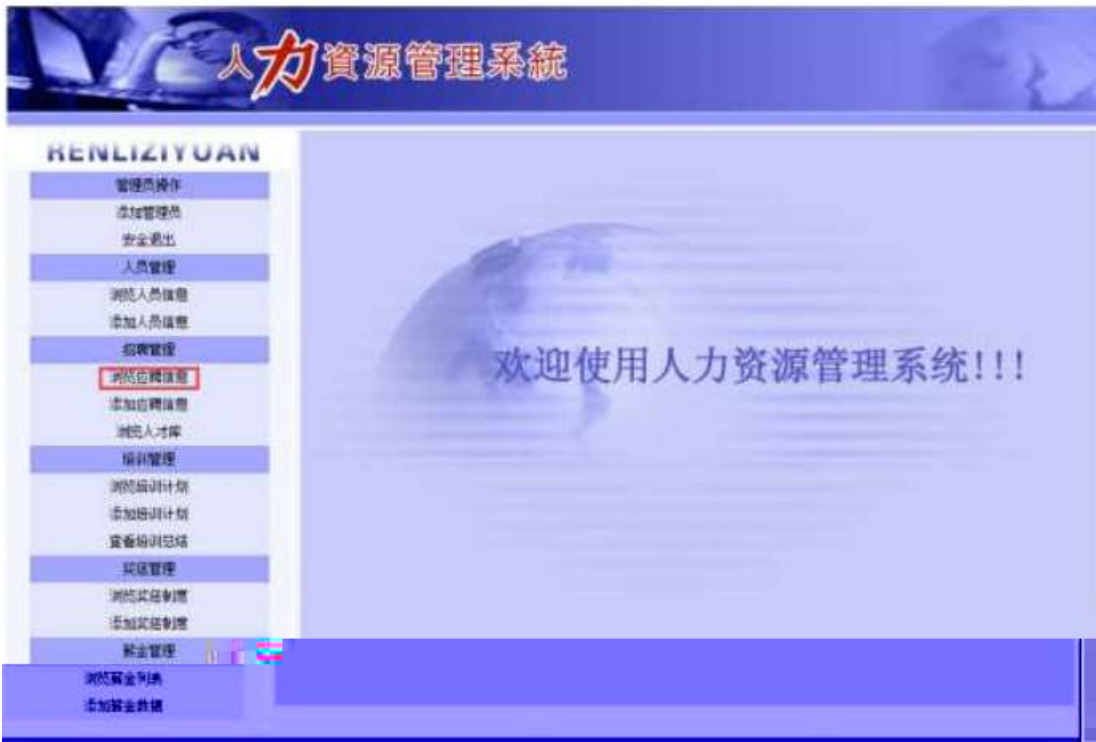 人力資源管理系統
RENLIZIYUAN
管理员操作
添加管理员
安全退出
人员管理
浏览人员信息
添加人员信息
招聘管理
浏览应聘信息
添加应聘信息
浏览人才库
培训管理
浏览培训计划
添加培训计划
查看培训总结
奖惩管理
浏览奖惩制度
添加奖惩制度
薪金管理
浏览薪金列表
添加薪金数据
欢迎使用人力资源管理系统!!!